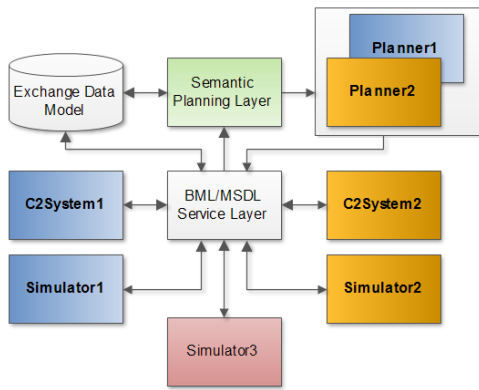 Planner1
Planner2
Semantic
Planning Layer
Exchange Data
Model
BML/MSDL
Service Layer
C2System1
C2System2
Simulator1
Simulator2
Simulator3